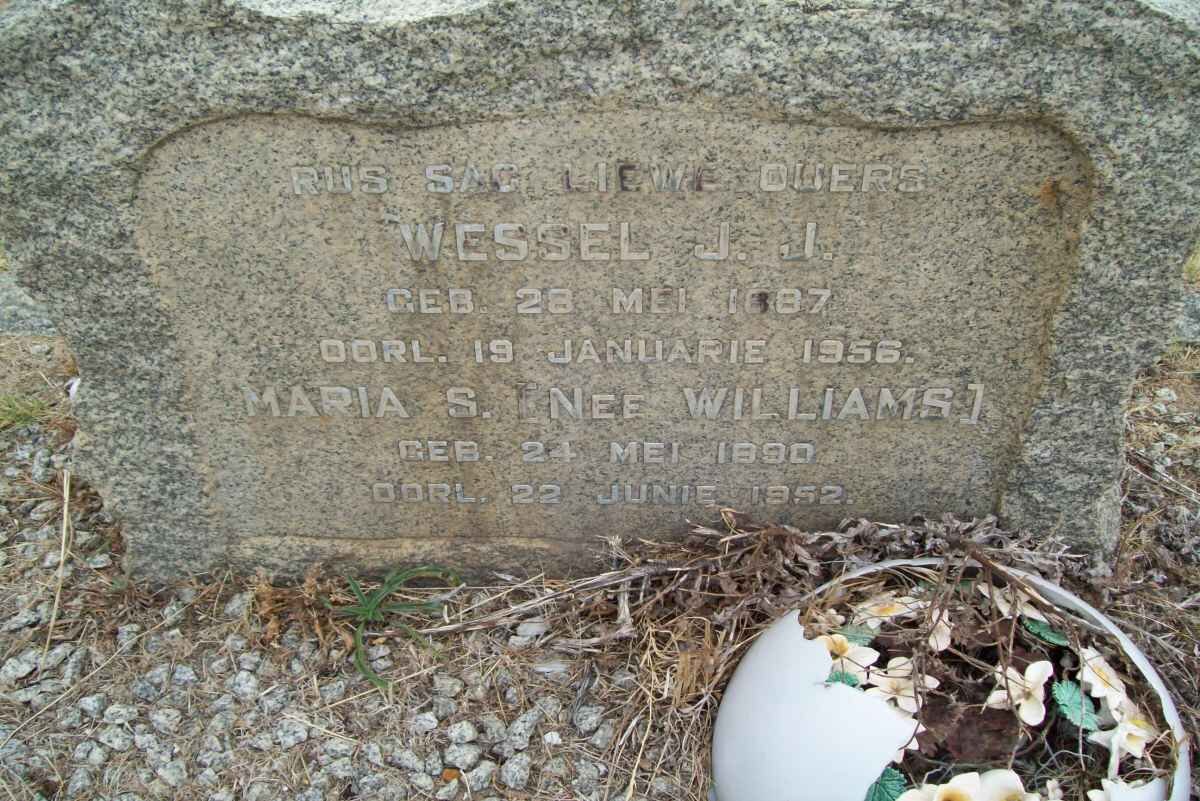 RUS SAG LIEWE OUERS
WESSEL J. J.
GEB. 28 MEI 1887
OORL. 19 JANUARIE 1956.
MARIA S. [NEE WILLIAMS]
GEB. 24 MEI 1890
OORL. 22 JUNIE 1952.